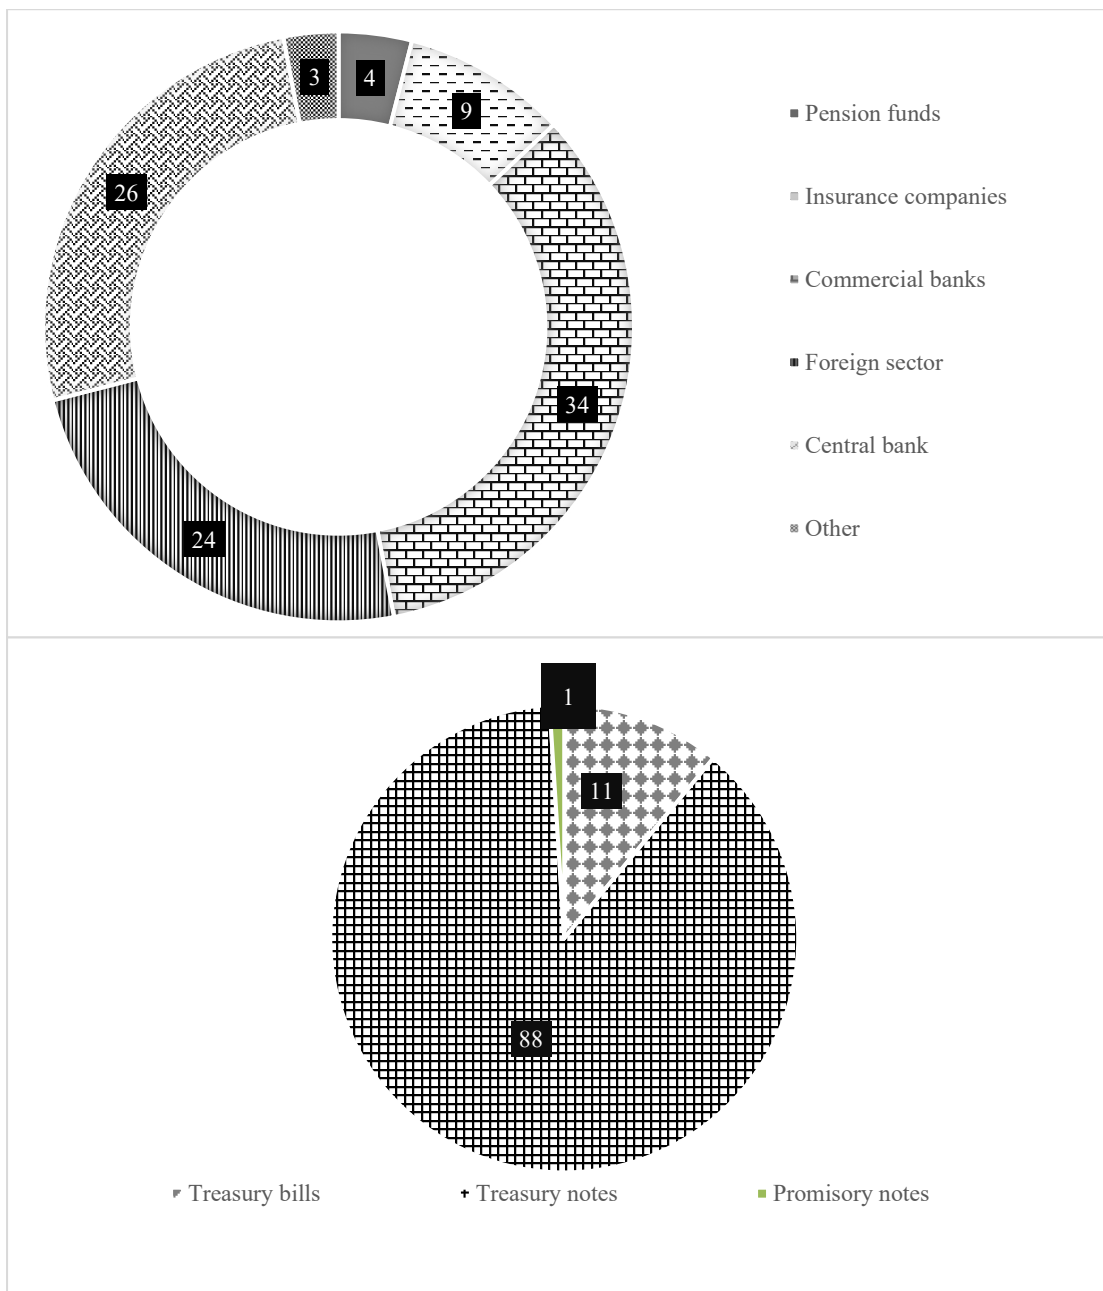 3
4
9
26
34
24
Pension funds
Insurance companies
Commercial banks
Foreign sector
Central bank
Other
1
11
88
Treasury bills
Treasury notes
Promisory notes